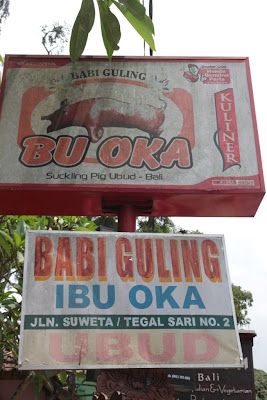 BABI GULING
BU OKA
Suckling Pig Ubud - Bali
KULINER
BABI GULING
IBU OKA
JLN. SUWETA / TEGAL SARI NO. 2
UBUD
Bali